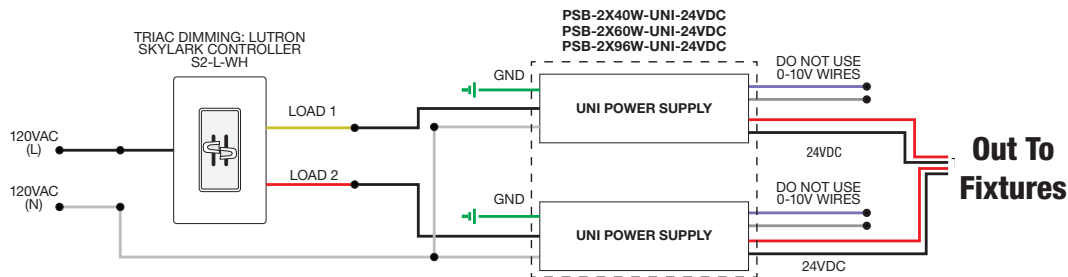 PSB-2X40W-UNI-24VDC
PSB-2X60W-UNI-24VDC
PSB-2X96W-UNI-24VDC
TRIAC DIMMING: LUTRON
SKYLARK CONTROLLER
S2-L-WH
GND
DO NOT USE
0-10V WIRES
UNI POWER SUPPLY
LOAD 1
120VAC
(L)
24VDC
Out To
Fixtures
LOAD 2
120VAC
(N)
GND
DO NOT USE
0-10V WIRES
UNI POWER SUPPLY
24VDC